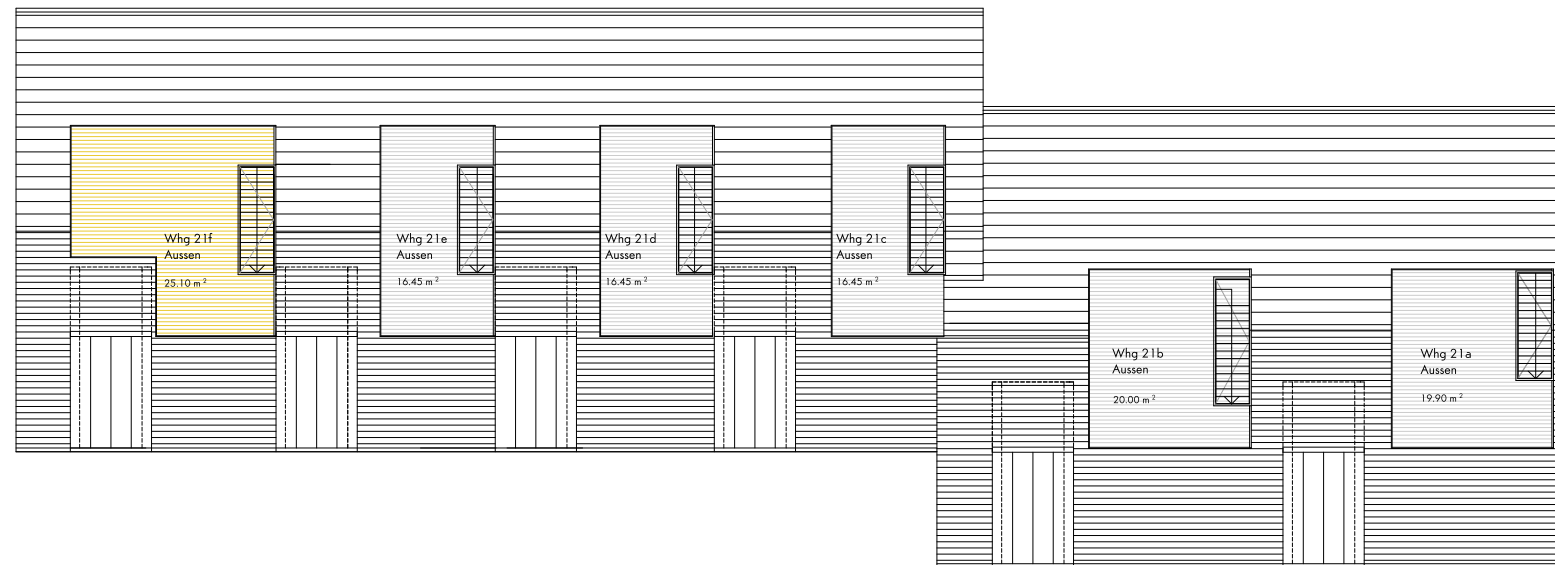 Whg 21f
Aussen
25.10 m²
Whg 21e
Aussen
16.45 m²
Whg 21d
Aussen
16.45 m²
Whg 21c
Aussen
16.45 m²
Whg 21b
Aussen
20.00 m²
Whg 21a
Aussen
19.90 m²